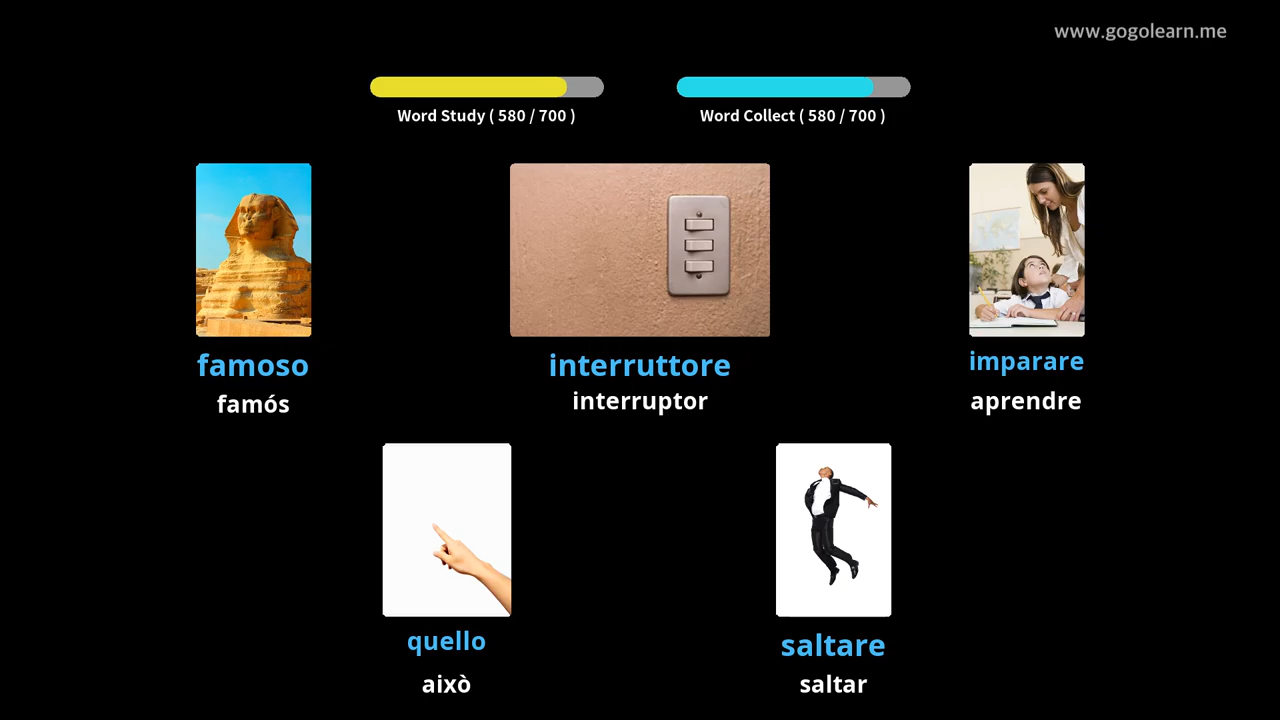 www.gogolearn.me
Word Study ( 580 / 700 )
Word Collect ( 580 / 700 )
famoso
famós
interruttore
interruptor
imparare
aprendre
quello
això
saltare
saltar